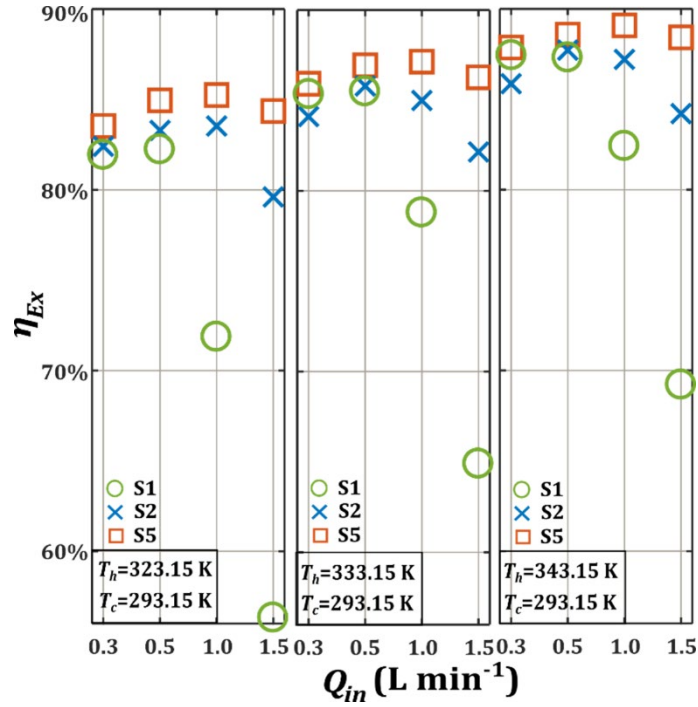 90%
80%
70%
60%
η_Ex
S1
S2
S5
T_h=323.15 K
T_c=293.15 K
S1
S2
S5
T_h=333.15 K
T_c=293.15 K
S1
S2
S5
T_h=343.15 K
T_c=293.15 K
0.3 0.5 1.0 1.5 0.3 0.5 1.0 1.5 0.3 0.5 1.0 1.5
Q_in (L min⁻¹)